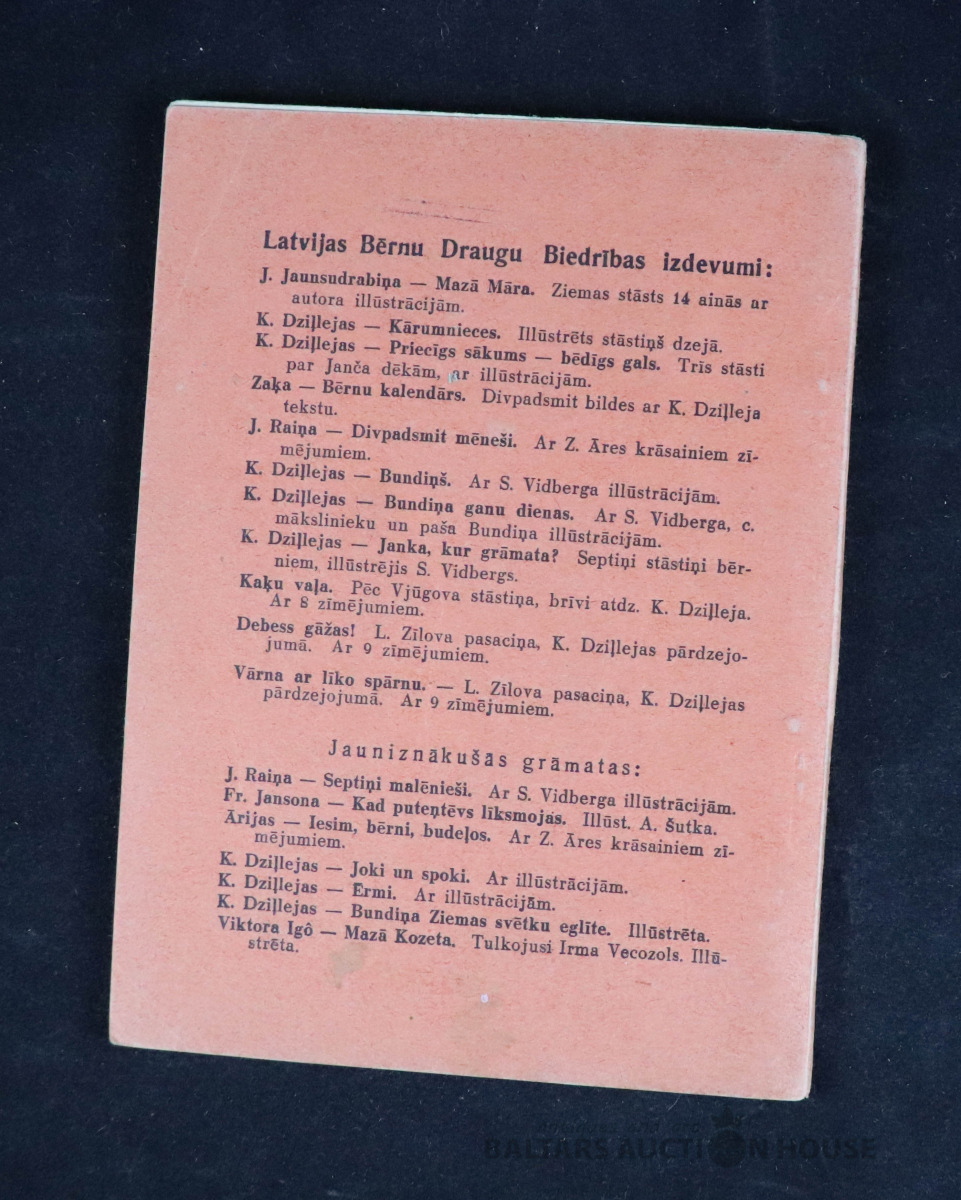 Latvijas Bērnu Draugu Biedrības izdevumi:
J. Jaunsudrabiņa — Mazā Māra. Ziemas stāsts 14 ainās ar
autora illūstrācijām.
K. Dziļlejas — Kārumnieces. Illūstrēts stāstiņš dzejā.
K. Dziļlejas — Priecīgs sākums — bēdīgs gals. Trīs stāsti
par Janča dēkām, ar illūstrācijām.
Zaķa — Bērnu kalendārs. Divpadsmit bildes ar K. Dziļleja
tekstu.
J. Raiņa — Divpadsmit mēneši. Ar Z. Āres krāsainiem zī-
mējumiem.
K. Dziļlejas — Bundiņš. Ar S. Vidberga illūstrācijām.
K. Dziļlejas — Bundiņa ganu dienas. Ar S. Vidberga, c.
mākslinieku un paša Bundiņa illūstrācijām.
K. Dziļlejas — Janka, kur grāmata? Septiņi stāstiņi bēr-
niem, illūstrējis S. Vidbergs.
Kaķu vaļa. Pēc Vjūgova stāstiņa, brīvi atdz. K. Dziļleja.
Ar 8 zīmējumiem.
Debess gāžas! L. Zīlova pasaciņa, K. Dziļlejas pārdzejo-
jumā. Ar 9 zīmējumiem.
Vārna ar līko spārnu. — L. Zīlova pasaciņa, K. Dziļlejas
pārdzejojumā. Ar 9 zīmējumiem.
Jauniznākušās grāmatas:
J. Raiņa — Septiņi malēnieši. Ar S. Vidberga illūstrācijām.
Fr. Jansona — Kad puteņtēvs līksmojas. Illūst. A. Šutka.
Ārijas — Iesim, bērni, budeļos. Ar Z. Āres krāsainiem zī-
mējumiem.
K. Dziļlejas — Joki un spoki. Ar illūstrācijām.
K. Dziļlejas — Ērmi. Ar illūstrācijām.
K. Dziļlejas — Bundiņa Ziemas svētku eglīte. Illūstrēta.
Viktora Igô — Mazā Kozeta. Tulkojusi Irma Vecozols. Illū-
strēta.
BALTARS AUCTION HOUSE